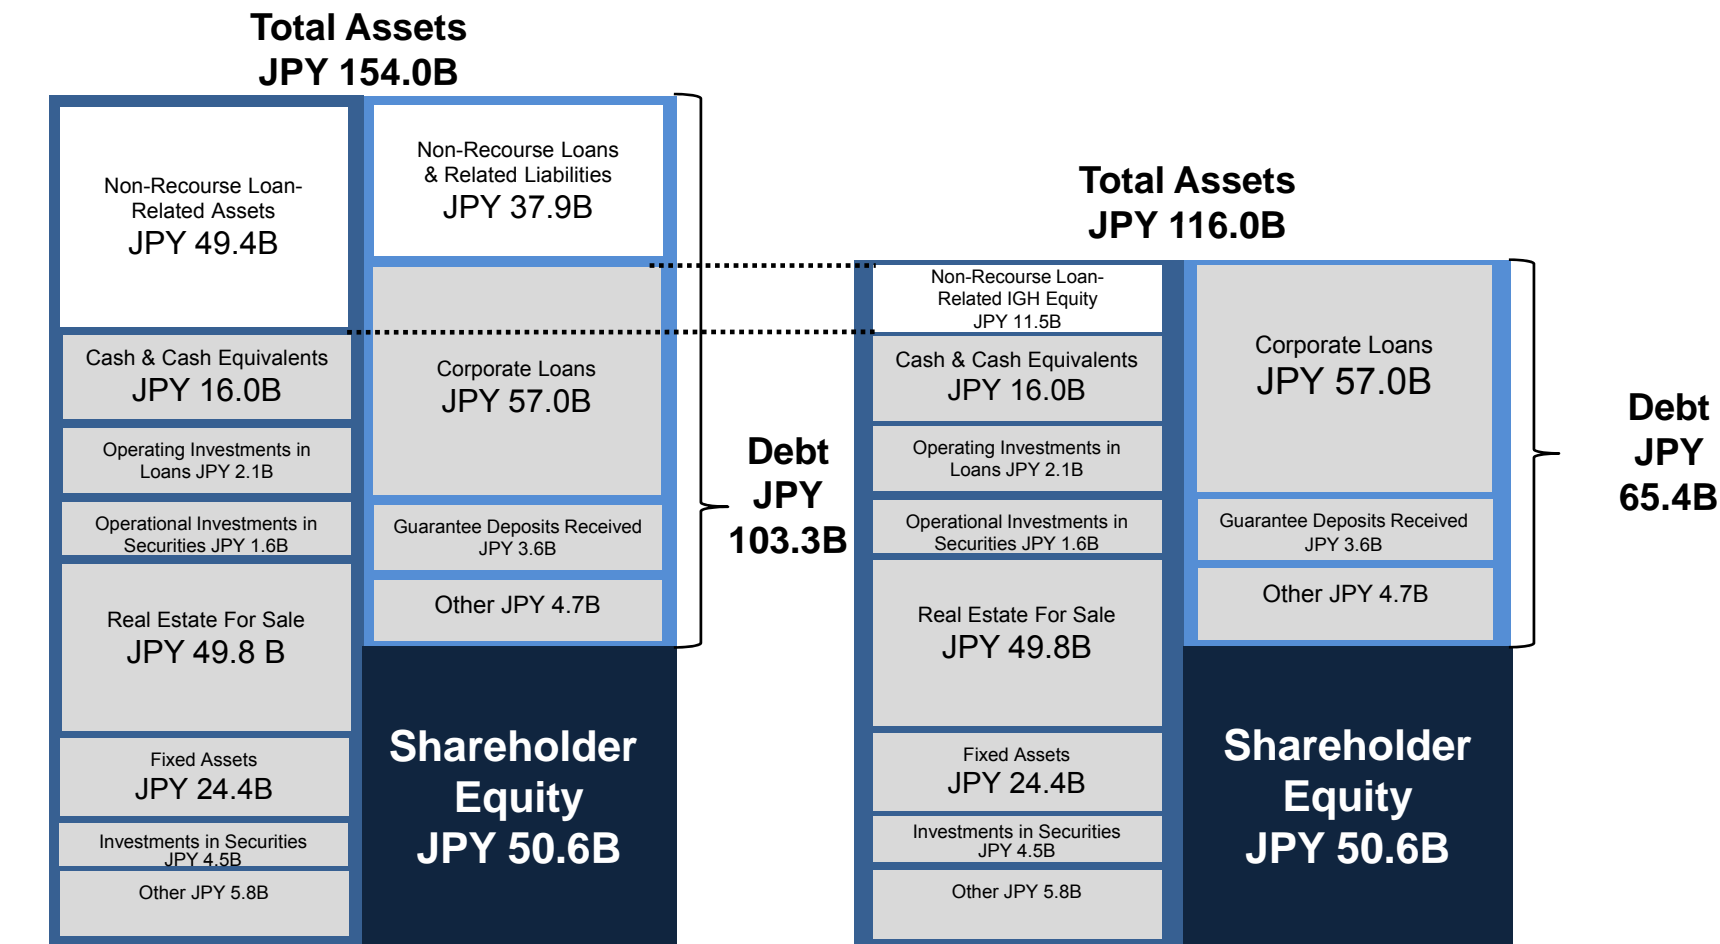 Total Assets
JPY 154.0B
Non-Recourse Loan-
Related Assets
JPY 49.4B
Cash & Cash Equivalents
JPY 16.0B
Operating Investments in
Loans JPY 2.1B
Operational Investments in
Securities JPY 1.6B
Real Estate For Sale
JPY 49.8 B
Fixed Assets
JPY 24.4B
Investments in Securities
JPY 4.5B
Other JPY 5.8B
Non-Recourse Loans
& Related Liabilities
JPY 37.9B
Corporate Loans
JPY 57.0B
Guarantee Deposits Received
JPY 3.6B
Other JPY 4.7B
Shareholder
Equity
JPY 50.6B
Debt
JPY
103.3B
Total Assets
JPY 116.0B
Non-Recourse Loan-
Related IGH Equity
JPY 11.5B
Cash & Cash Equivalents
JPY 16.0B
Operating Investments in
Loans JPY 2.1B
Operational Investments in
Securities JPY 1.6B
Real Estate For Sale
JPY 49.8B
Fixed Assets
JPY 24.4B
Investments in Securities
JPY 4.5B
Other JPY 5.8B
Corporate Loans
JPY 57.0B
Guarantee Deposits Received
JPY 3.6B
Other JPY 4.7B
Shareholder
Equity
JPY 50.6B
Debt
JPY
65.4B